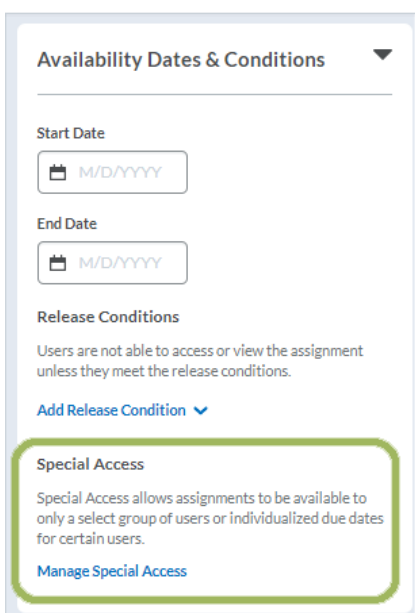 Availability Dates & Conditions
Start Date
M/D/YYYY
End Date
M/D/YYYY
Release Conditions
Users are not able to access or view the assignment
unless they meet the release conditions.
Add Release Condition
Special Access
Special Access allows assignments to be available to
only a select group of users or individualized due dates
for certain users.
Manage Special Access